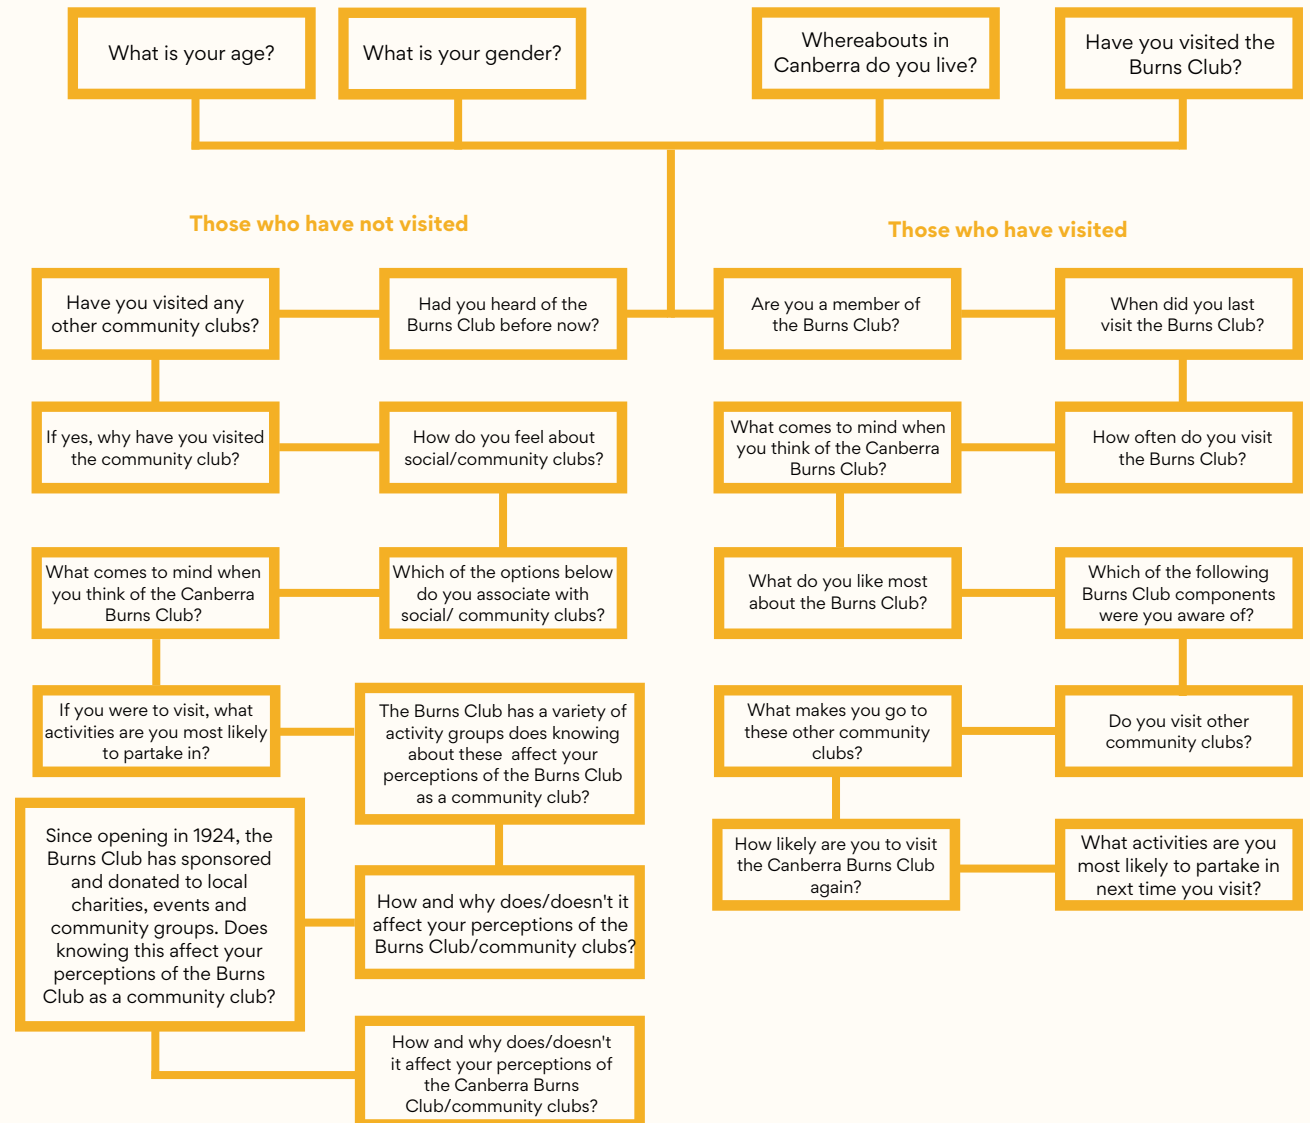 What is your age?
What is your gender?
Whereabouts in
Canberra do you live?
Have you visited the
Burns Club?
Those who have not visited
Those who have visited
Had you heard of the
Burns Club before now?
Have you visited any
other community clubs?
If yes, why have you visited
the community club?
How do you feel about
social/community clubs?
Which of the options below
do you associate with
social/ community clubs?
What comes to mind when
you think of the Canberra
Burns Club?
If you were to visit, what
activities are you most likely
to partake in?
The Burns Club has a variety of
activity groups does knowing
about these  affect your
perceptions of the Burns Club
as a community club?
How and why does/doesn't it
affect your perceptions of the
Burns Club/community clubs?
Since opening in 1924, the
Burns Club has sponsored
and donated to local
charities, events and
community groups. Does
knowing this affect your
perceptions of the Burns
Club as a community club?
How and why does/doesn't
it affect your perceptions of
the Canberra Burns
Club/community clubs?
Are you a member of
the Burns Club?
When did you last
visit the Burns Club?
How often do you visit
the Burns Club?
What comes to mind when
you think of the Canberra
Burns Club?
What do you like most
about the Burns Club?
Which of the following
Burns Club components
were you aware of?
Do you visit other
community clubs?
What makes you go to
these other community
clubs?
How likely are you to visit
the Canberra Burns Club
again?
What activities are you
most likely to partake in
next time you visit?